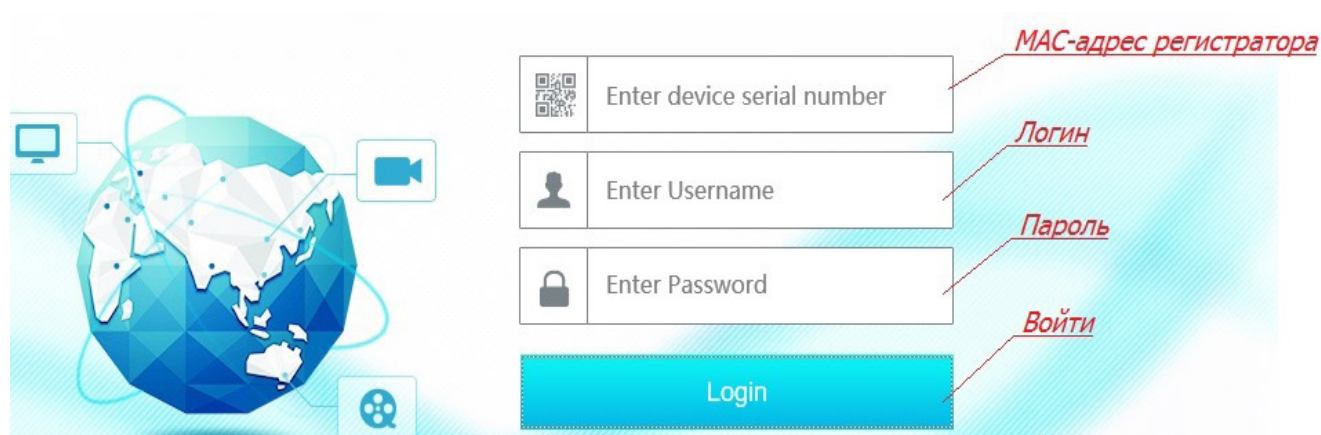 MAC-адрес регистратора
Enter device serial number
Логин
Enter Username
Пароль
Enter Password
Войти
Login